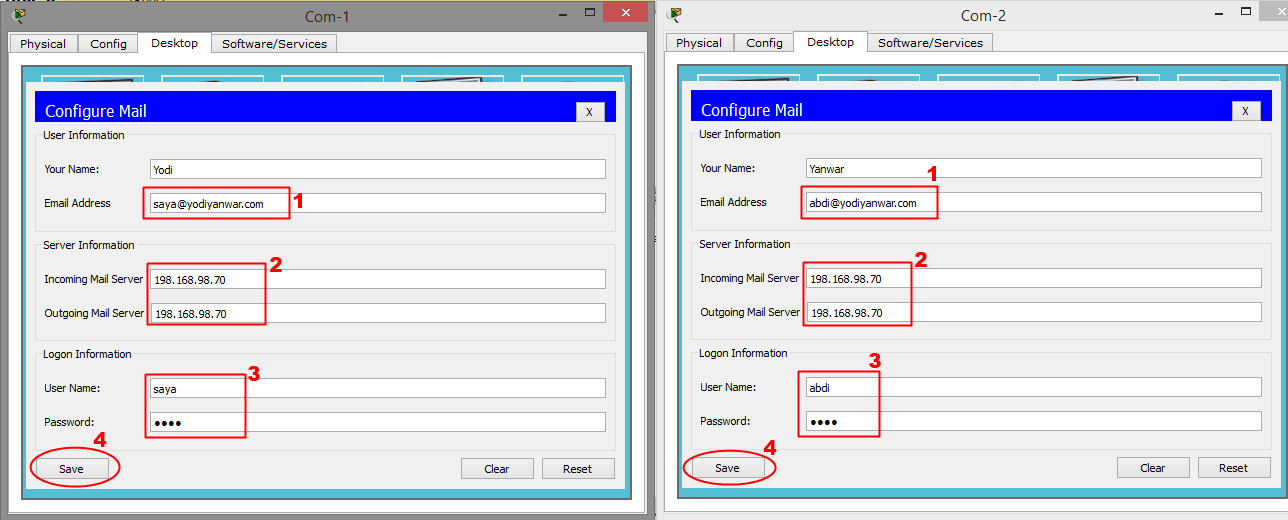 Com-1
Physical Config Desktop Software/Services
Configure Mail X
User Information
Your Name: Yodi
Email Address saya@yodiyanwar.com 1
Server Information
2
Incoming Mail Server 198.168.98.70
Outgoing Mail Server 198.168.98.70
Logon Information
3
User Name: saya
Password: ●●●●
4
Save Clear Reset
Com-2
Physical Config Desktop Software/Services
Configure Mail X
User Information
Your Name: Yanwar
1
Email Address abdi@yodiyanwar.com
Server Information
2
Incoming Mail Server 198.168.98.70
Outgoing Mail Server 198.168.98.70
Logon Information
3
User Name: abdi
Password: ●●●●
4
Save Clear Reset